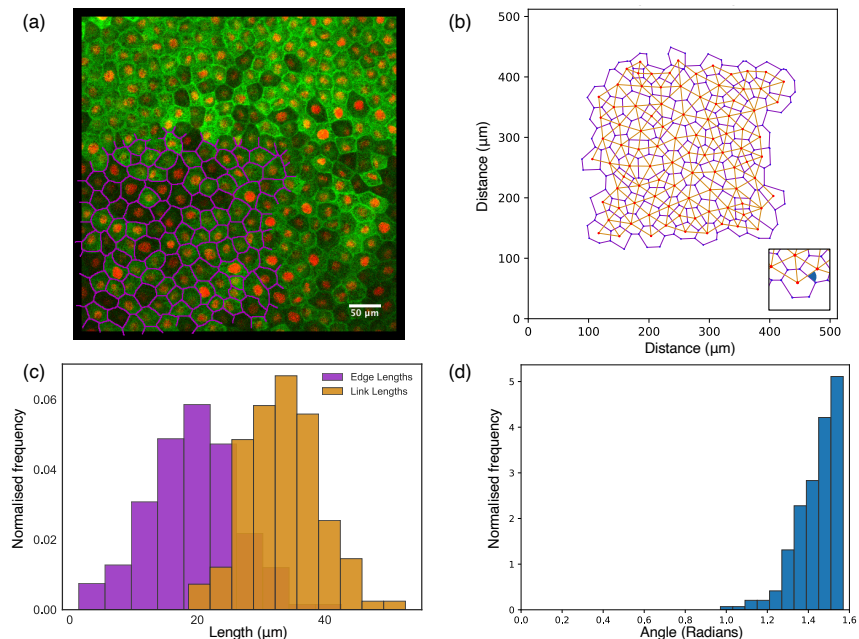 (a)
50 µm
(b)
Distance (µm)
500
400
300
200
100
0
0
100
200
300
400
500
Distance (µm)
(c)
Normalised frequency
0.06
0.04
0.02
0.00
0
20
40
Length (µm)
Edge Lengths
Link Lengths
(d)
Normalised frequency
5
4
3
2
1
0
0.0
0.2
0.4
0.6
0.8
1.0
1.2
1.4
1.6
Angle (Radians)